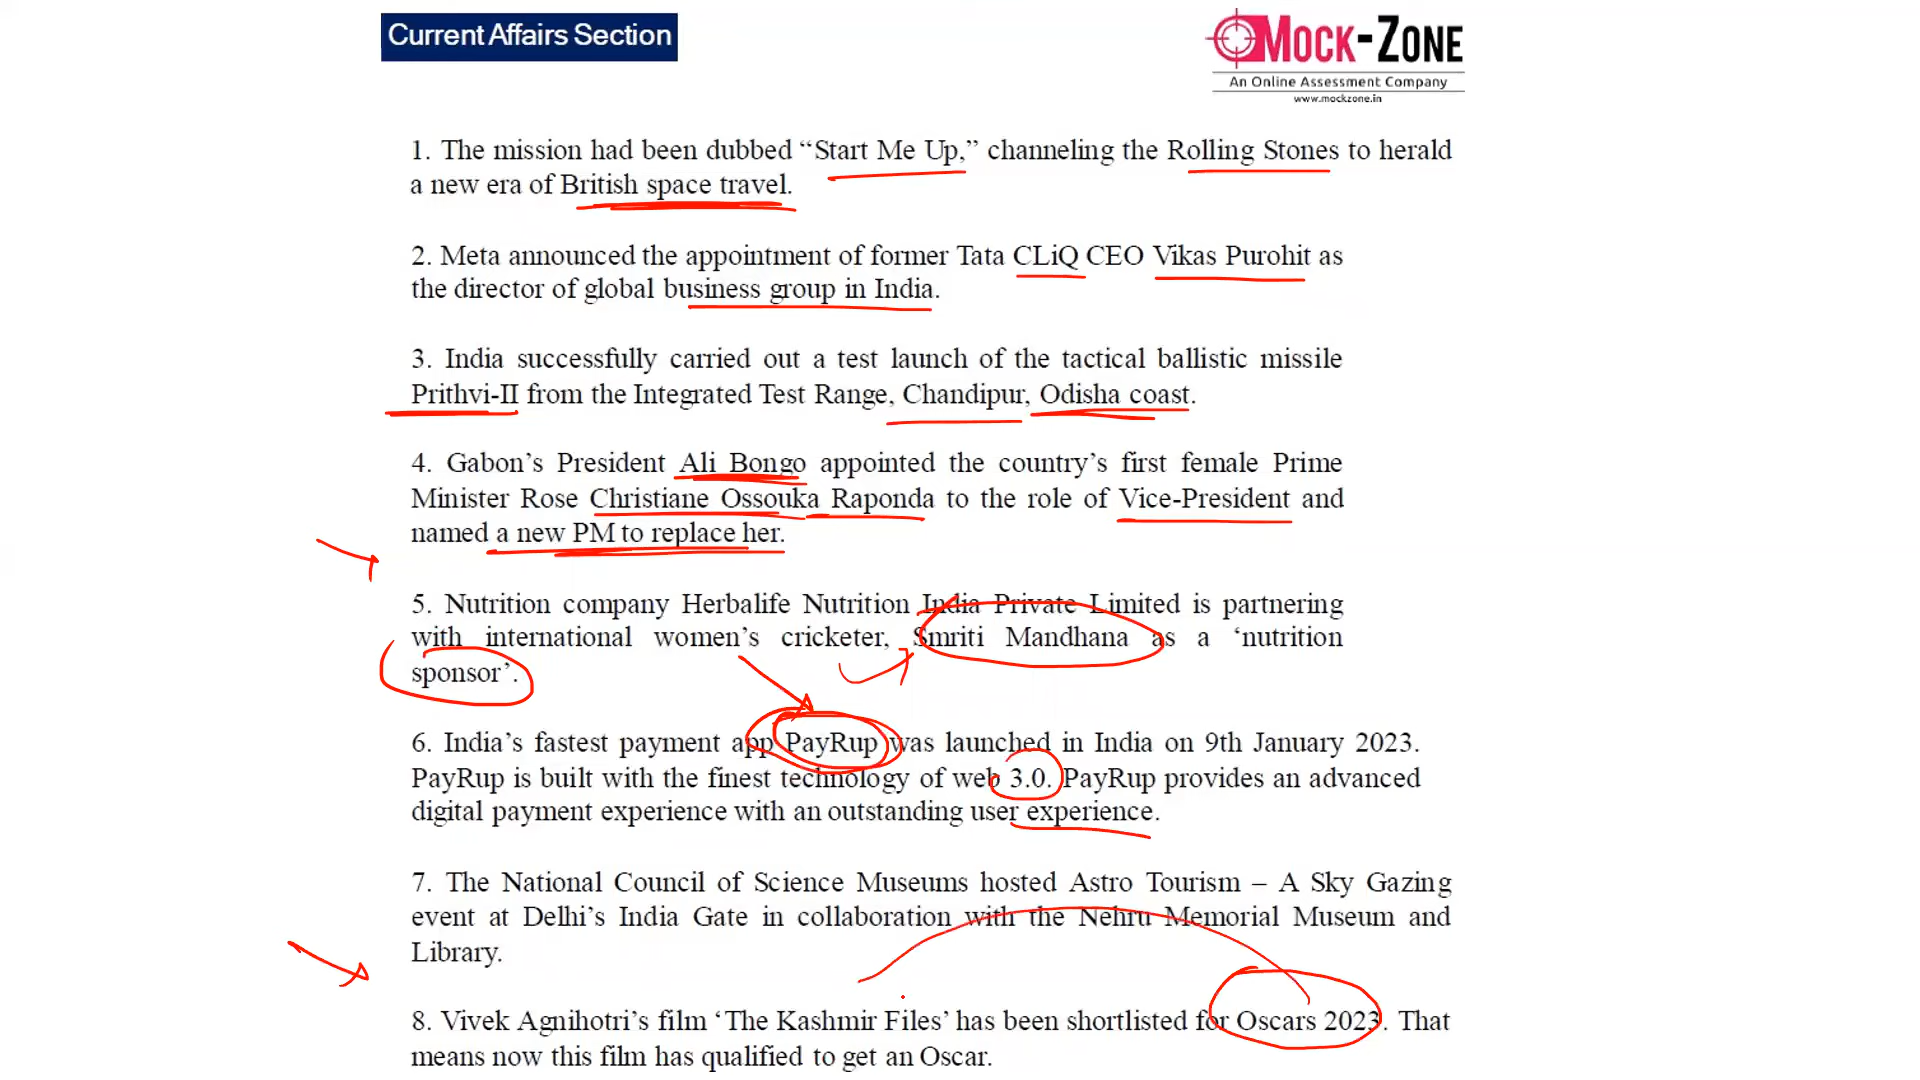 Current Affairs Section
MOCK-ZONE
An Online Assessment Company
www.mockzone.in
1. The mission had been dubbed “Start Me Up,” channeling the Rolling Stones to herald
a new era of British space travel.
2. Meta announced the appointment of former Tata CLiQ CEO Vikas Purohit as
the director of global business group in India.
3. India successfully carried out a test launch of the tactical ballistic missile
Prithvi-II from the Integrated Test Range, Chandipur, Odisha coast.
4. Gabon’s President Ali Bongo appointed the country’s first female Prime
Minister Rose Christiane Ossouka Raponda to the role of Vice-President and
named a new PM to replace her.
5. Nutrition company Herbalife Nutrition India Private Limited is partnering
with international women’s cricketer, Smriti Mandhana as a ‘nutrition
sponsor’.
6. India’s fastest payment app PayRup was launched in India on 9th January 2023.
PayRup is built with the finest technology of web 3.0. PayRup provides an advanced
digital payment experience with an outstanding user experience.
7. The National Council of Science Museums hosted Astro Tourism – A Sky Gazing
event at Delhi’s India Gate in collaboration with the Nehru Memorial Museum and
Library.
8. Vivek Agnihotri’s film ‘The Kashmir Files’ has been shortlisted for Oscars 2023. That
means now this film has qualified to get an Oscar.